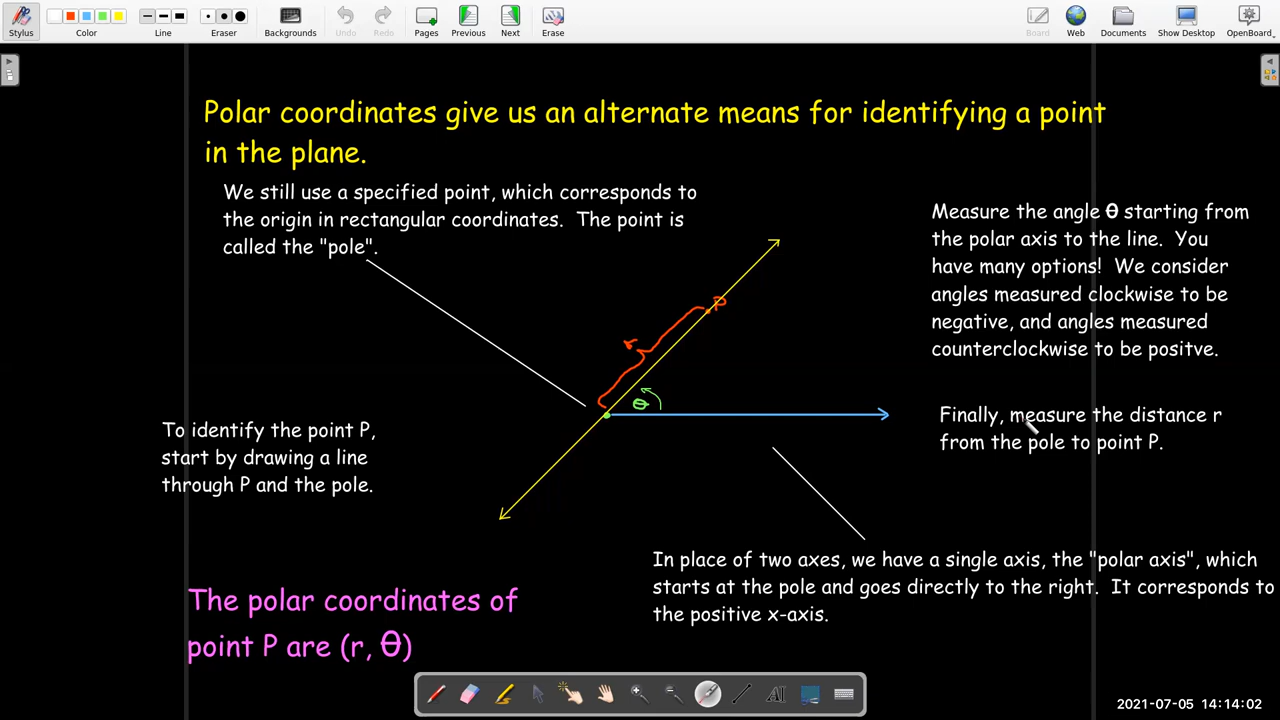 Stylus
Color
Line
Eraser
Backgrounds
Undo
Redo
Pages
Previous
Next
Erase
Board
Web
Documents
Show Desktop
OpenBoard
Polar coordinates give us an alternate means for identifying a point
in the plane.
We still use a specified point, which corresponds to
the origin in rectangular coordinates. The point is
called the "pole".
Measure the angle θ starting from
the polar axis to the line. You
have many options! We consider
angles measured clockwise to be
negative, and angles measured
counterclockwise to be positve.
P
r
θ
To identify the point P,
start by drawing a line
through P and the pole.
Finally, measure the distance r
from the pole to point P.
In place of two axes, we have a single axis, the "polar axis", which
starts at the pole and goes directly to the right. It corresponds to
the positive x-axis.
The polar coordinates of
point P are (r, θ)
AI
2021-07-05 14:14:02